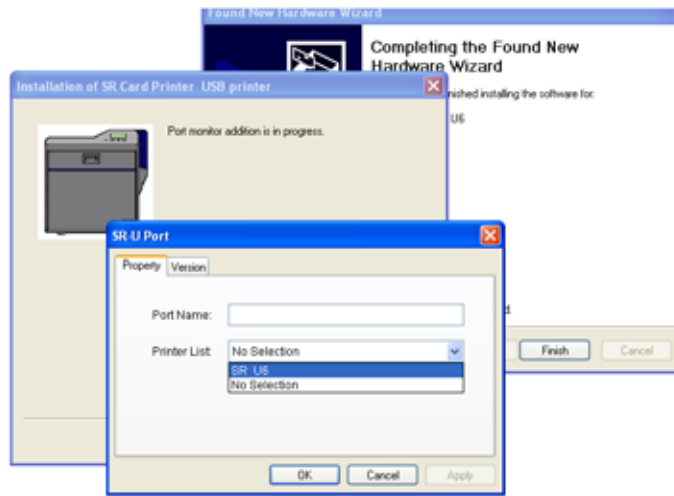 Found New Hardware Wizard
Completing the Found New
Hardware Wizard
nished installing the software for:
U6
Finish
Cancel
Installation of SR Card Printer USB printer
Port monitor addition is in progress.
SR-U Port
Property Version
Port Name:
Printer List: No Selection
SR U6
No Selection
OK Cancel Apply